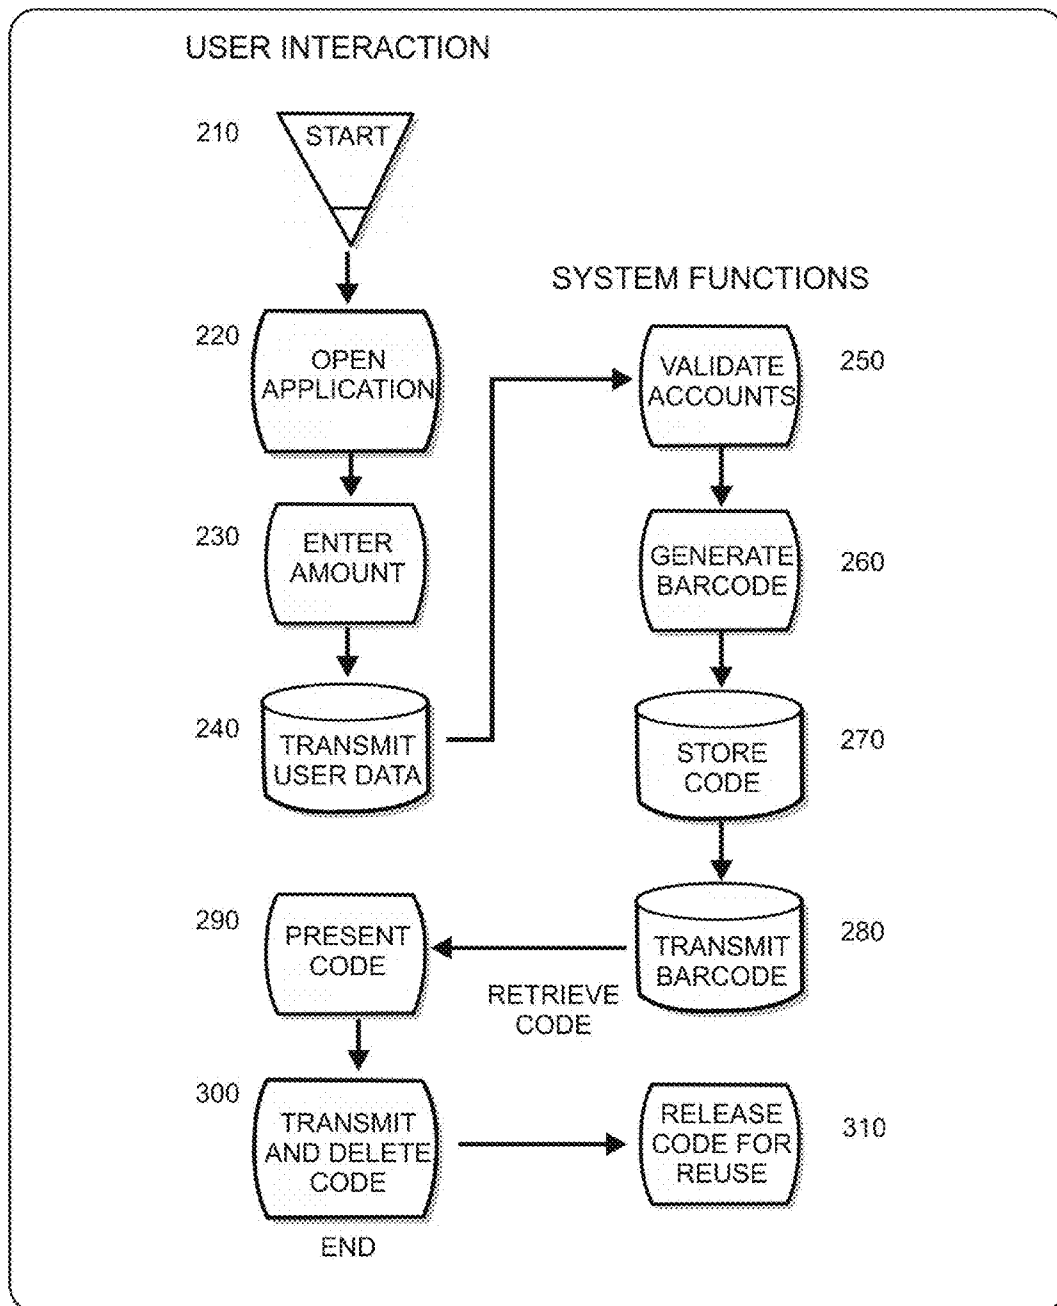 USER INTERACTION
210
START
220
OPEN
APPLICATION
230
ENTER
AMOUNT
240
TRANSMIT
USER DATA
SYSTEM FUNCTIONS
VALIDATE
ACCOUNTS
250
GENERATE
BARCODE
260
STORE
CODE
270
TRANSMIT
BARCODE
280
RETRIEVE
CODE
290
PRESENT
CODE
300
TRANSMIT
AND DELETE
CODE
END
RELEASE
CODE FOR
REUSE
310